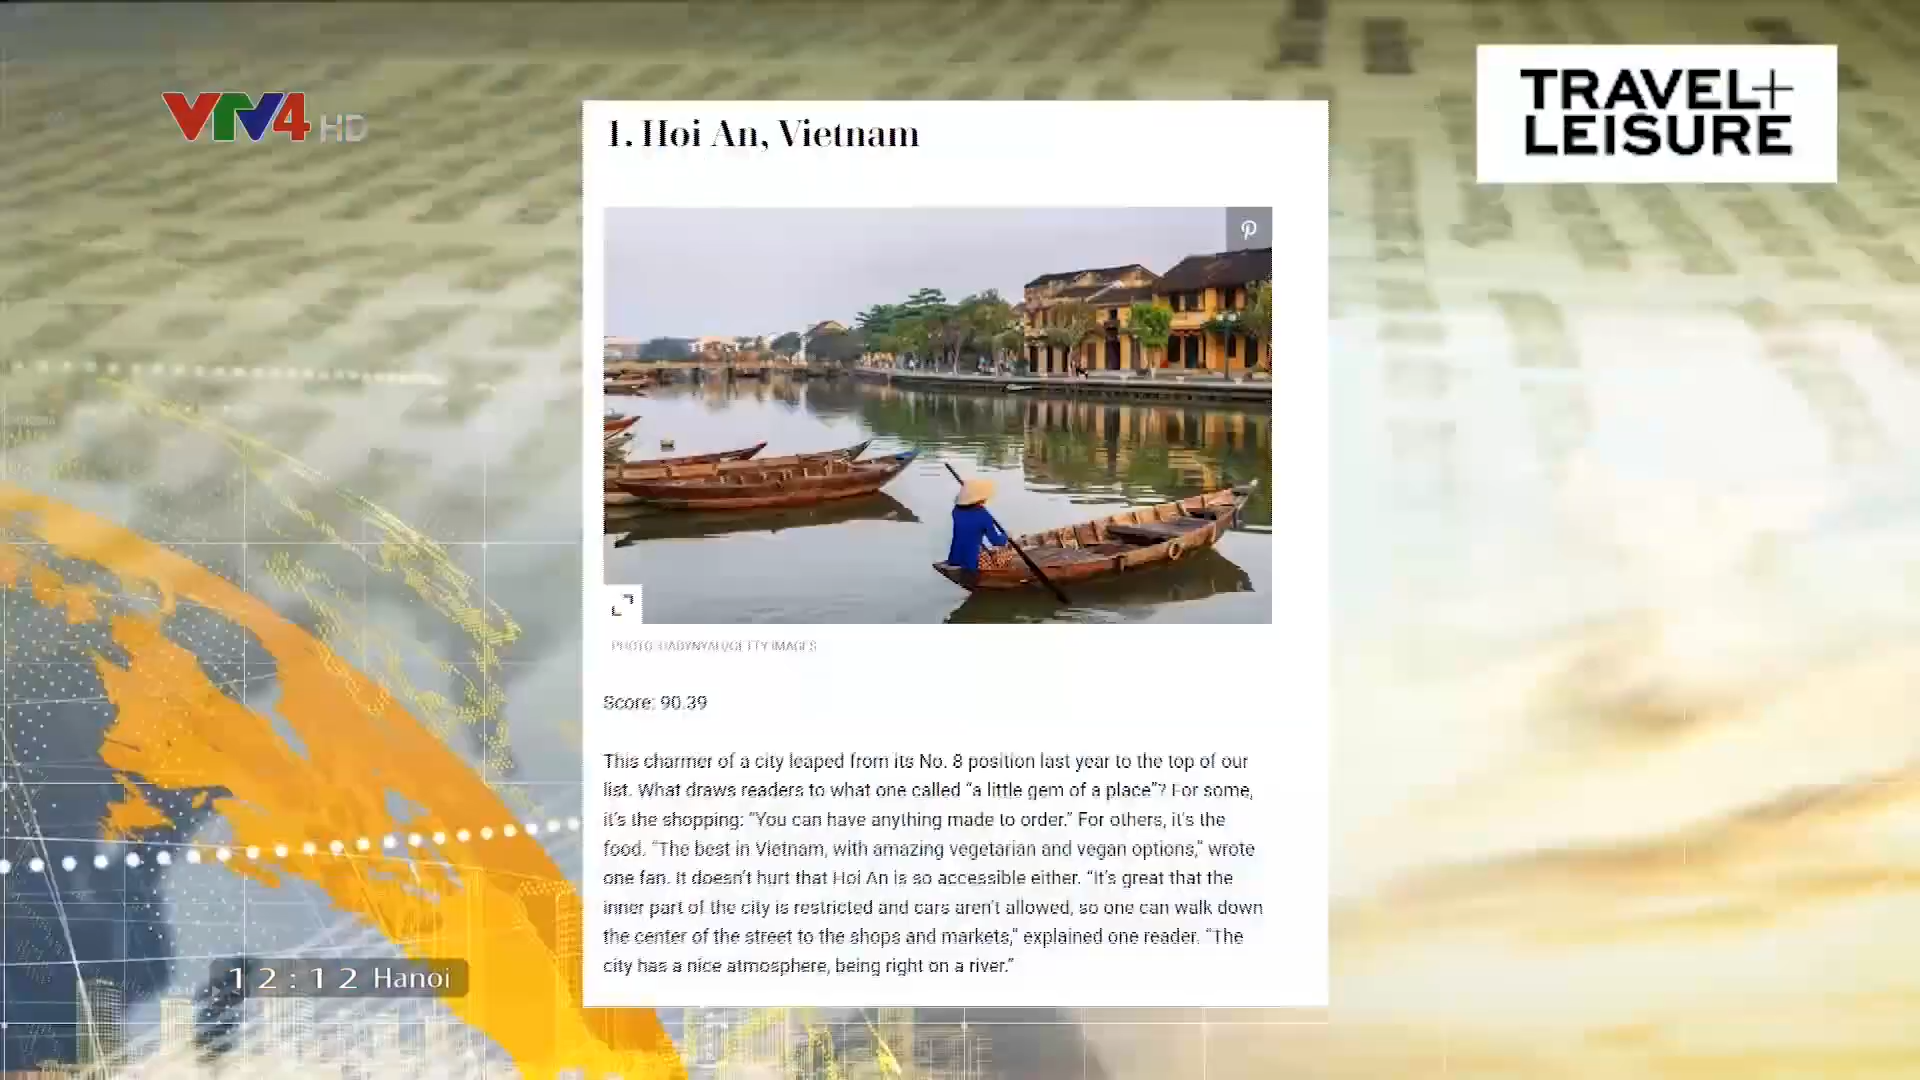 VTV4 HD
TRAVEL+
LEISURE
1. Hoi An, Vietnam
Score: 90.39
This charmer of a city leaped from its No. 8 position last year to the top of our
list. What draws readers to what one called “a little gem of a place”? For some,
it’s the shopping: “You can have anything made to order.” For others, it’s the
food. “The best in Vietnam, with amazing vegetarian and vegan options,” wrote
one fan. It doesn’t hurt that Hoi An is so accessible either. “It’s great that the
inner part of the city is restricted and cars aren’t allowed, so one can walk down
the center of the street to the shops and markets,” explained one reader. “The
city has a nice atmosphere, being right on a river.”
PHOTO: GETTY IMAGES
12:12 Hanoi